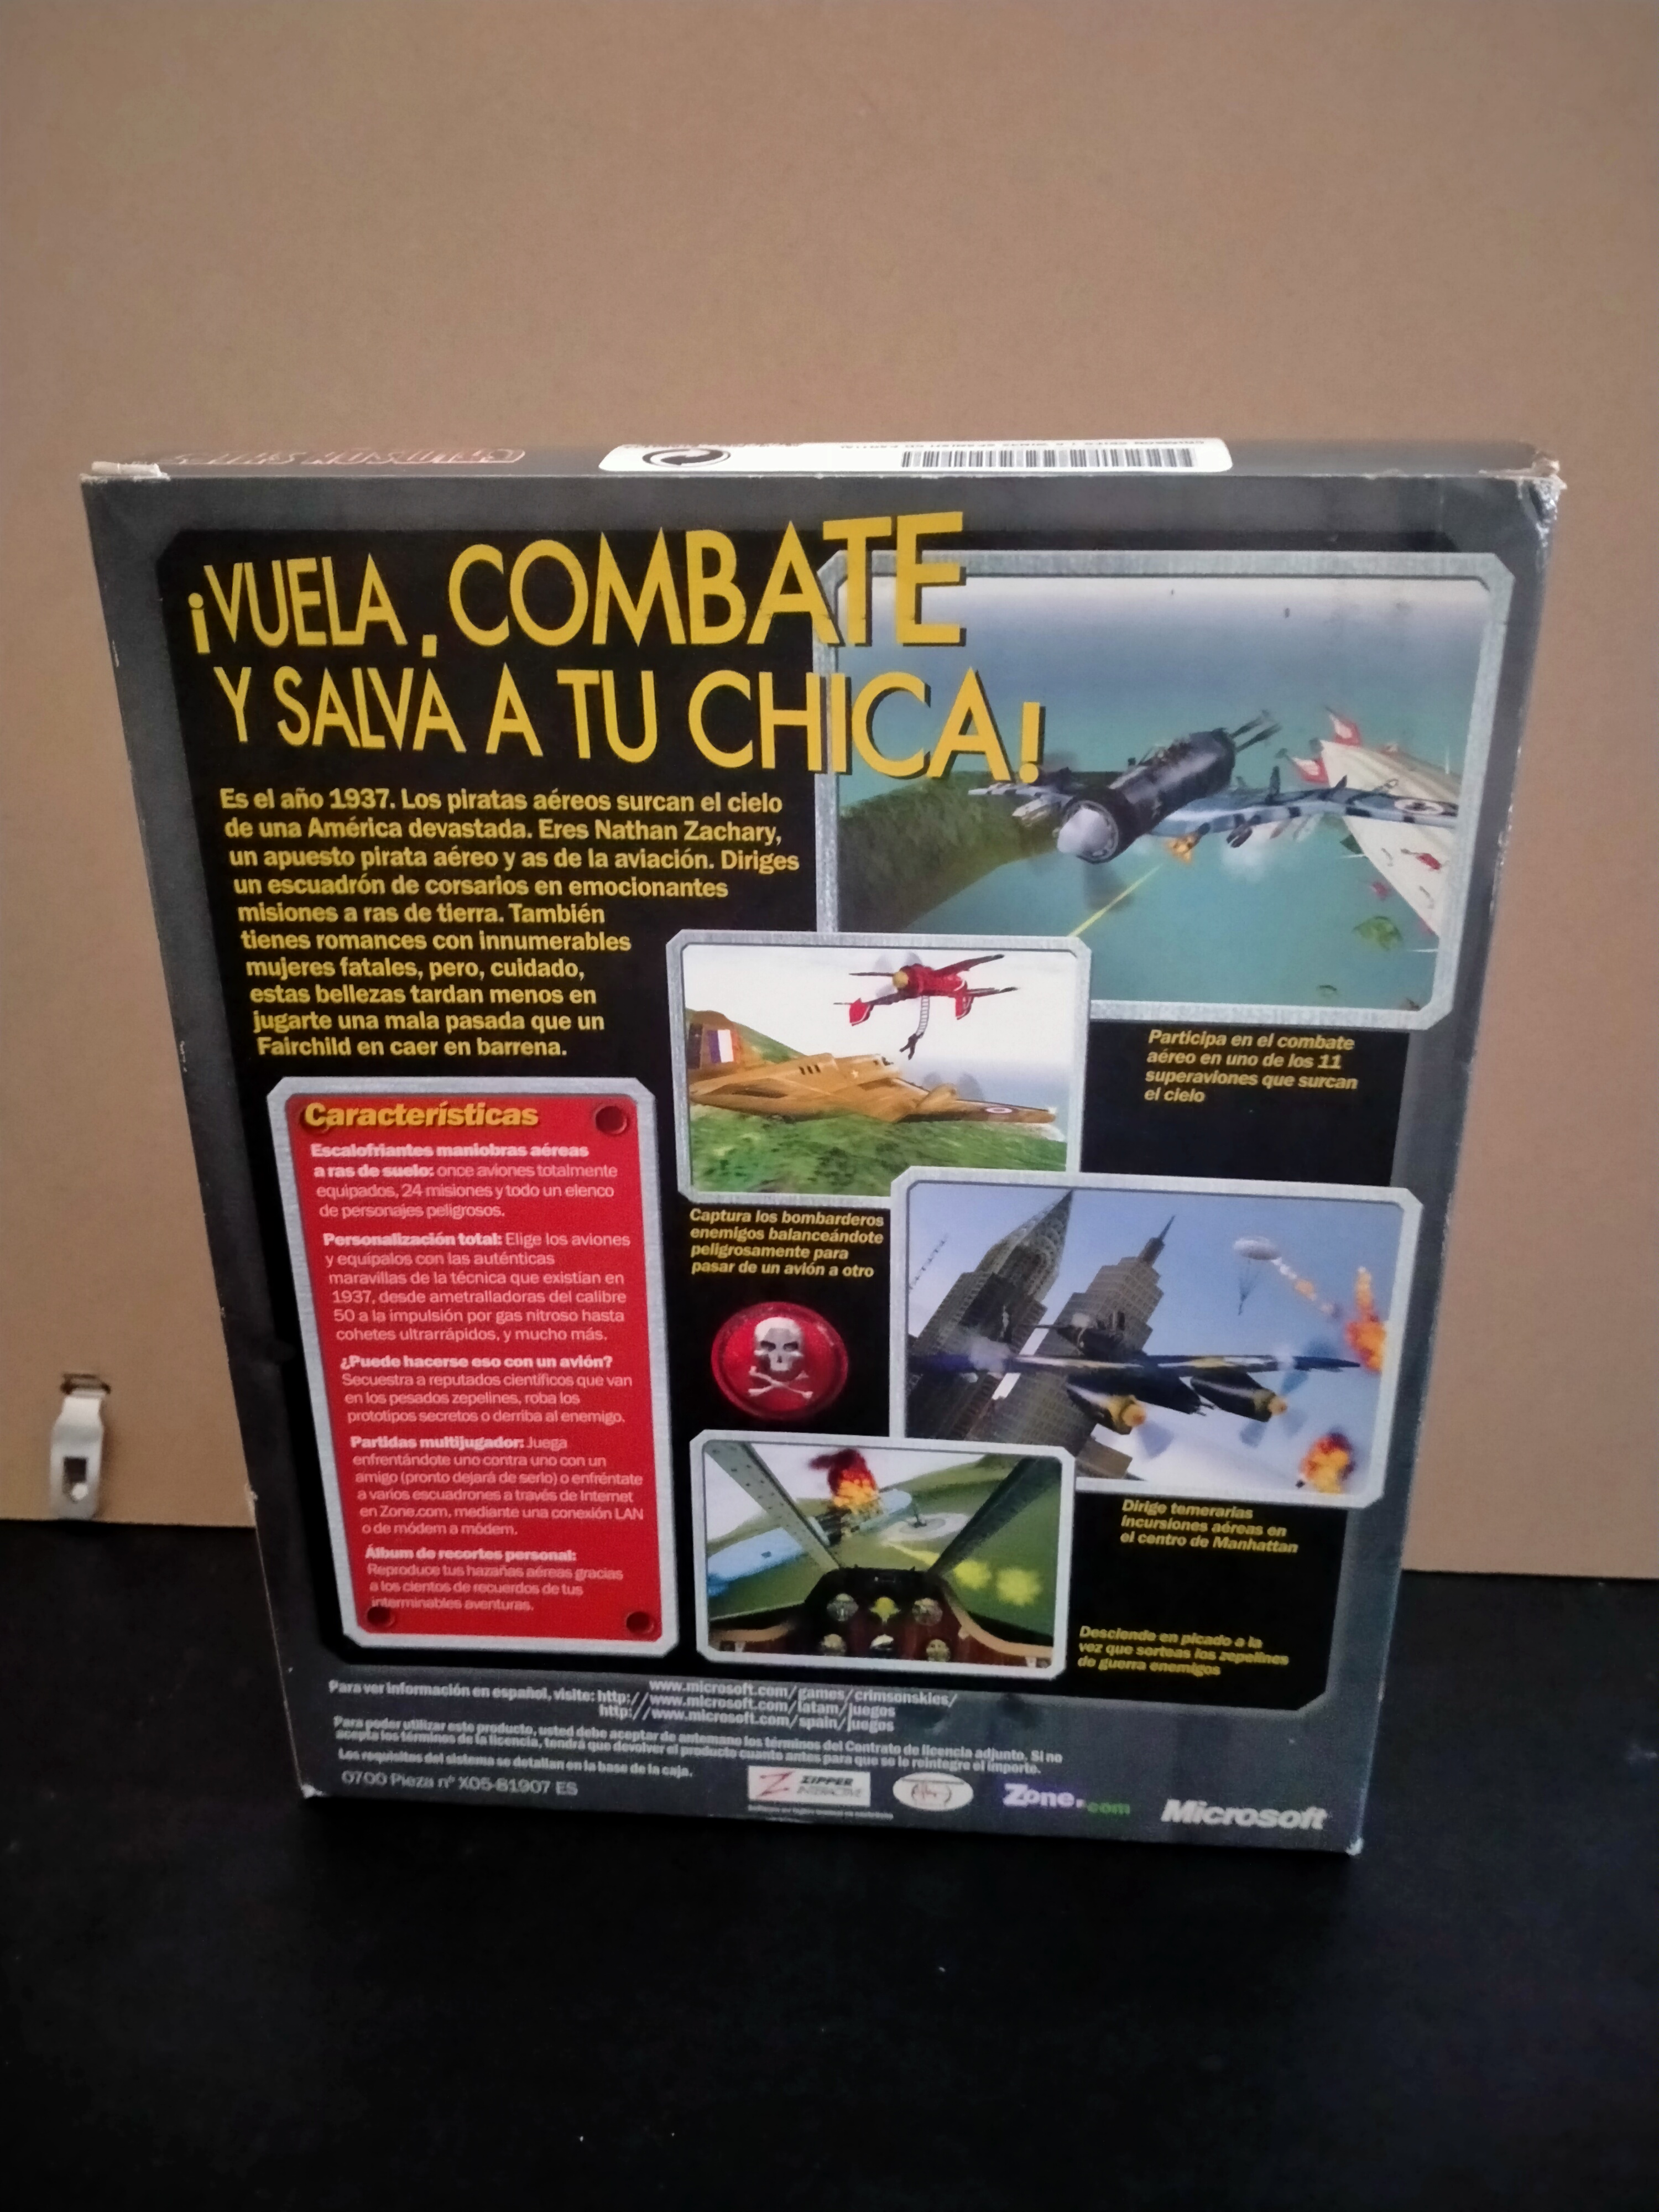 CRIMSON SKIES
¡VUELA, COMBATE
Y SALVA A TU CHICA!
Es el año 1937. Los piratas aéreos surcan el cielo
de una América devastada. Eres Nathan Zachary,
un apuesto pirata aéreo y as de la aviación. Diriges
un escuadrón de corsarios en emocionantes
misiones a ras de tierra. También
tienes romances con innumerables
mujeres fatales, pero, cuidado,
estas bellezas tardan menos en
jugarte una mala pasada que un
Fairchild en caer en barrena.
Participa en el combate
aéreo en uno de los 11
superaviones que surcan
el cielo
Características
Escalofriantes maniobras aéreas
a ras de suelo: once aviones totalmente
equipados, 24 misiones y todo un elenco
de personajes peligrosos.
Personalización total: Elige los aviones
y equípalos con las auténticas
maravillas de la técnica que existían en
1937, desde ametralladoras del calibre
50 a la impulsión por gas nitroso hasta
cohetes ultrarrápidos, y mucho más.
¿Puede hacerse eso con un avión?
Secuestra a reputados científicos que van
en los pesados zepelines, roba los
prototipos secretos o derriba al enemigo.
Partidas multijugador: Juega
enfrentándote uno contra uno con un
amigo (pronto dejará de serlo) o enfréntate
a varios escuadrones a través de Internet
en Zone.com, mediante una conexión LAN
o de módem a módem.
Álbum de recortes personal:
Reproduce tus hazañas aéreas gracias
a los cientos de recuerdos de tus
interminables aventuras.
Captura los bombarderos
enemigos balanceándote
peligrosamente para
pasar de un avión a otro
Dirige temerarias
incursiones aéreas en
el centro de Manhattan
Desciende en picado a la
vez que sorteas los zepelines
de guerra enemigos
www.microsoft.com/games/crimsonskies/
Para ver información en español, visite: http://www.microsoft.com/latam/juegos
http://www.microsoft.com/spain/juegos
Para poder utilizar este producto, usted debe aceptar de antemano los términos del Contrato de licencia adjunto. Si no
acepta los términos de la licencia, tendrá que devolver el producto cuanto antes para que se le reintegre el importe.
Los requisitos del sistema se detallan en la base de la caja.
0700 Pieza nº X05-81907 ES
ZIPPER
INTERACTIVE
Zone.com
Microsoft